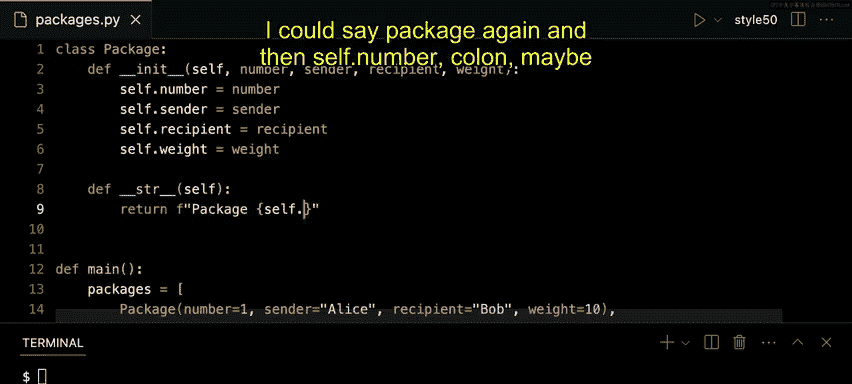 packages.py
I could say package again and
then self.number, colon, maybe
style50
1 class Package:
2 def __init__(self, number, sender, recipient, weight):
3 self.number = number
4 self.sender = sender
5 self.recipient = recipient
6 self.weight = weight
7
8 def __str__(self):
9 return f"Package {self.}"
10
11
12 def main():
13 packages = [
14 Package(number=1, sender="Alice", recipient="Bob", weight=10),
TERMINAL
$